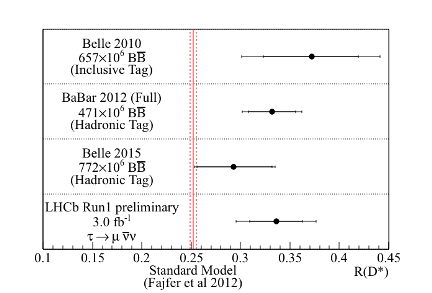 Belle 2010
657×10⁶ BB̅
(Inclusive Tag)
BaBar 2012 (Full)
471×10⁶ BB̅
(Hadronic Tag)
Belle 2015
772×10⁶ BB̅
(Hadronic Tag)
LHCb Run1 preliminary
3.0 fb⁻¹
τ → μ ν̅ν
0.1 0.15 0.2 0.25 0.3 0.35 0.4 0.45
Standard Model R(D*)
(Fajfer et al 2012)